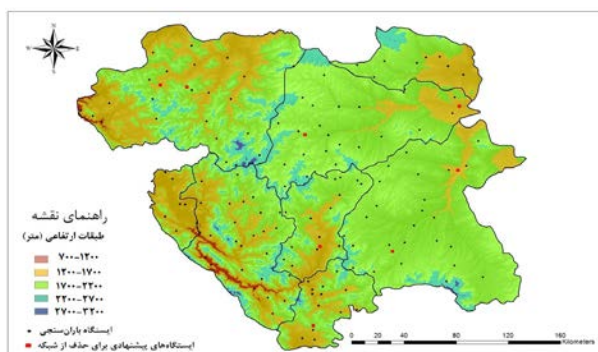 N
W
E
S
راهنمای نقشه
طبقات ارتفاعی (متر)
۷۰۰-۱۲۰۰
۱۲۰۰-۱۷۰۰
۱۷۰۰-۲۲۰۰
۲۲۰۰-۲۷۰۰
۲۷۰۰-۳۲۰۰
ایستگاه باران‌سنجی
ایستگاه‌های پیشنهادی برای حذف از شبکه
0 20 40 80 120 160
Kilometers